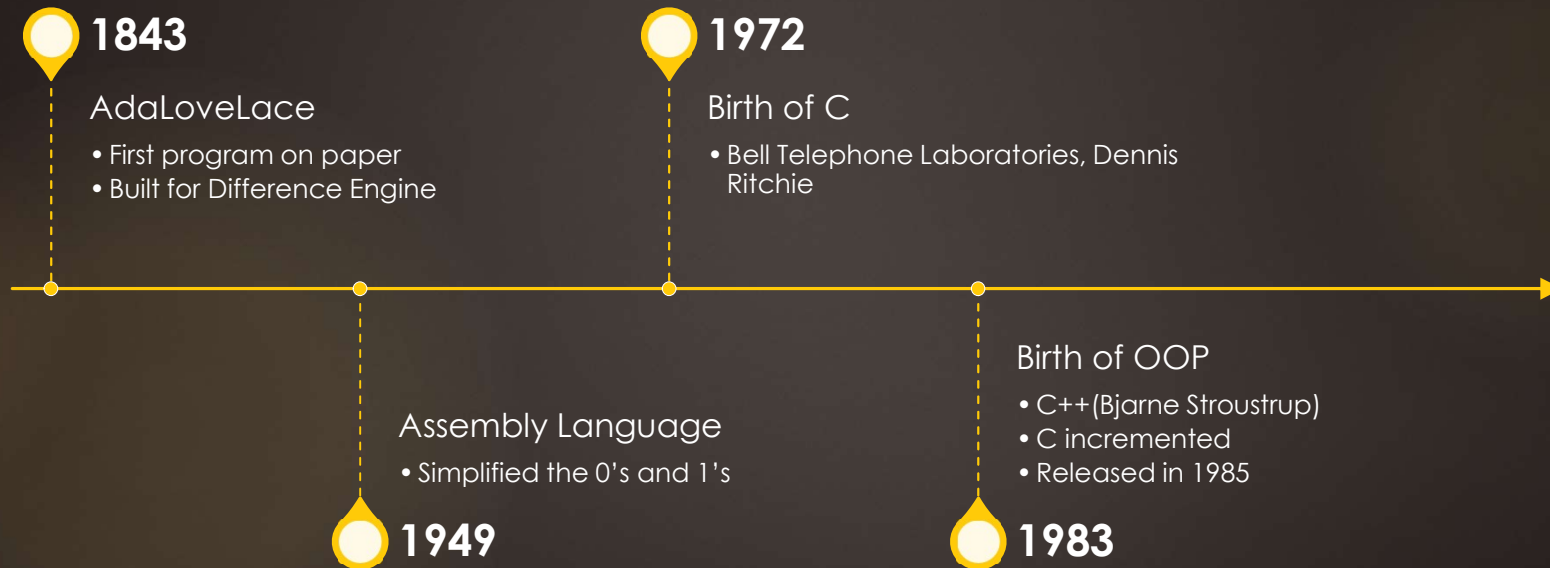 1843
AdaLoveLace
• First program on paper
• Built for Difference Engine
1949
Assembly Language
• Simplified the 0’s and 1’s
1972
Birth of C
• Bell Telephone Laboratories, Dennis
Ritchie
1983
Birth of OOP
• C++(Bjarne Stroustrup)
• C incremented
• Released in 1985